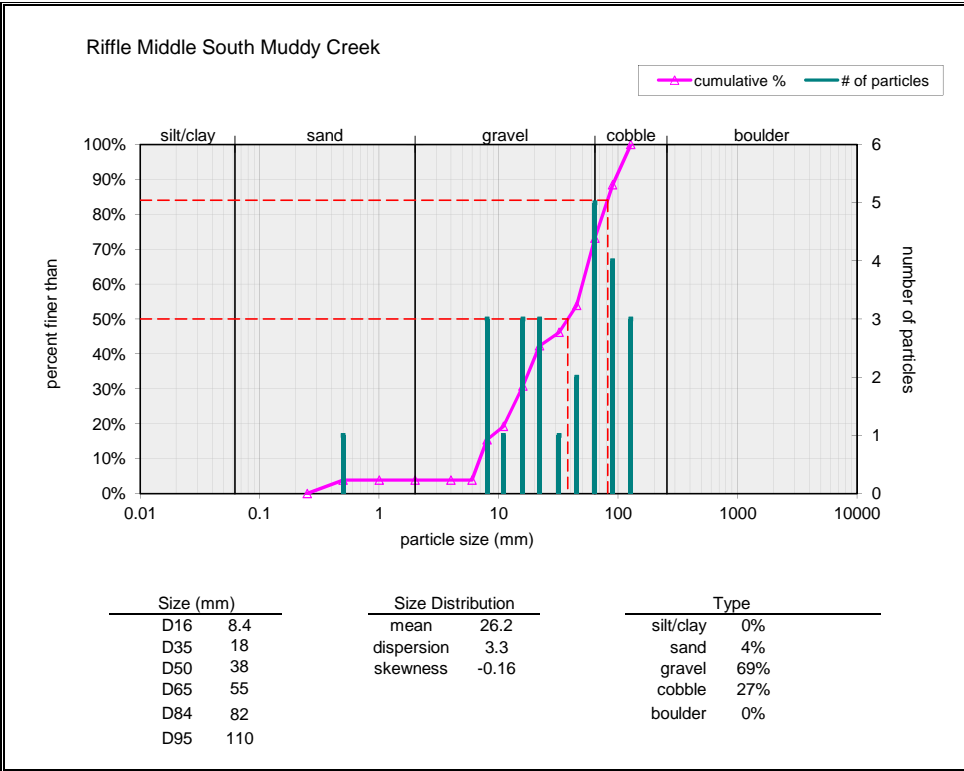 Riffle Middle South Muddy Creek
cumulative % # of particles
silt/clay sand gravel cobble boulder
100% 6
90%
80% 5
70% 4
60%
50% 3
40%
30% 2
20% 1
10%
0% 0
percent finer than
number of particles
0.01 0.1 1 10 100 1000 10000
particle size (mm)
Size (mm)
D16 8.4
D35 18
D50 38
D65 55
D84 82
D95 110
Size Distribution
mean 26.2
dispersion 3.3
skewness -0.16
Type
silt/clay 0%
sand 4%
gravel 69%
cobble 27%
boulder 0%